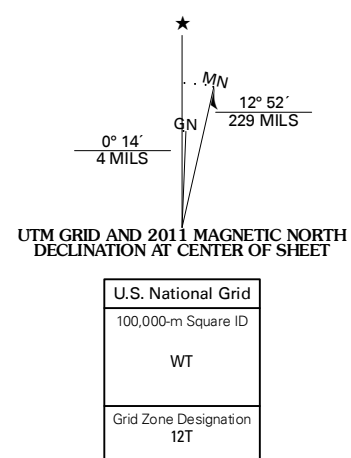 ★
MN
12° 52´
229 MILS
GN
0° 14´
4 MILS
UTM GRID AND 2011 MAGNETIC NORTH
DECLINATION AT CENTER OF SHEET
U.S. National Grid
100,000-m Square ID
WT
Grid Zone Designation
12T